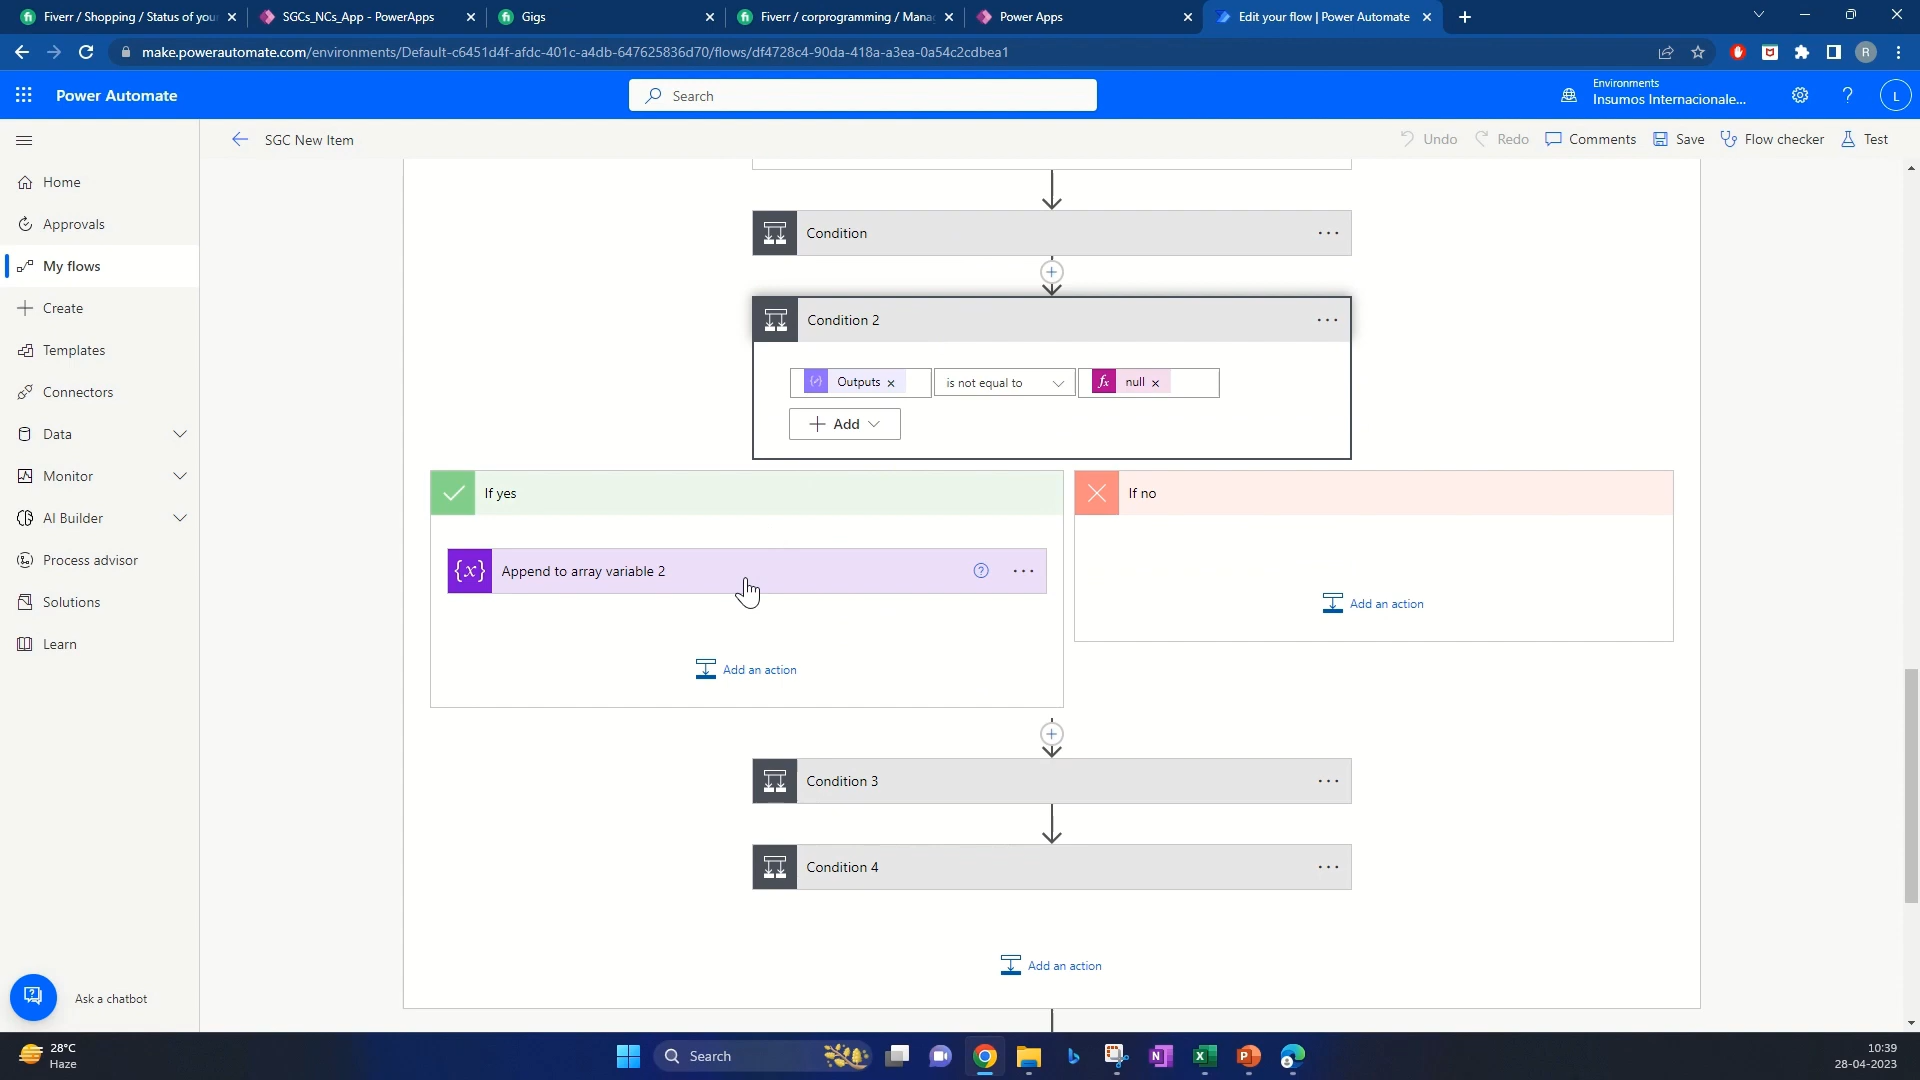 Fiverr / Shopping / Status of you
SGCs_NCs_App - PowerApps
Gigs
Fiverr / corprogramming / Mana
Power Apps
Edit your flow | Power Automate
make.powerautomate.com/environments/Default-c6451d4f-afdc-401c-a4db-647625836d70/flows/df4728c4-90da-418a-a3ea-0a54c2cdbea1
R
Power Automate
Search
Environments
Insumos Internacionale...
?
L
SGC New Item
Undo
Redo
Comments
Save
Flow checker
Test
Home
Approvals
My flows
Create
Templates
Connectors
Data
Monitor
AI Builder
Process advisor
Solutions
Learn
Ask a chatbot
Condition
...
Condition 2
...
Outputs
is not equal to
fx
null
Add
If yes
If no
{x}
Append to array variable 2
?
...
Add an action
Add an action
Condition 3
...
Condition 4
...
Add an action
28°C
Haze
Search
N
X
P
10:39
28-04-2023